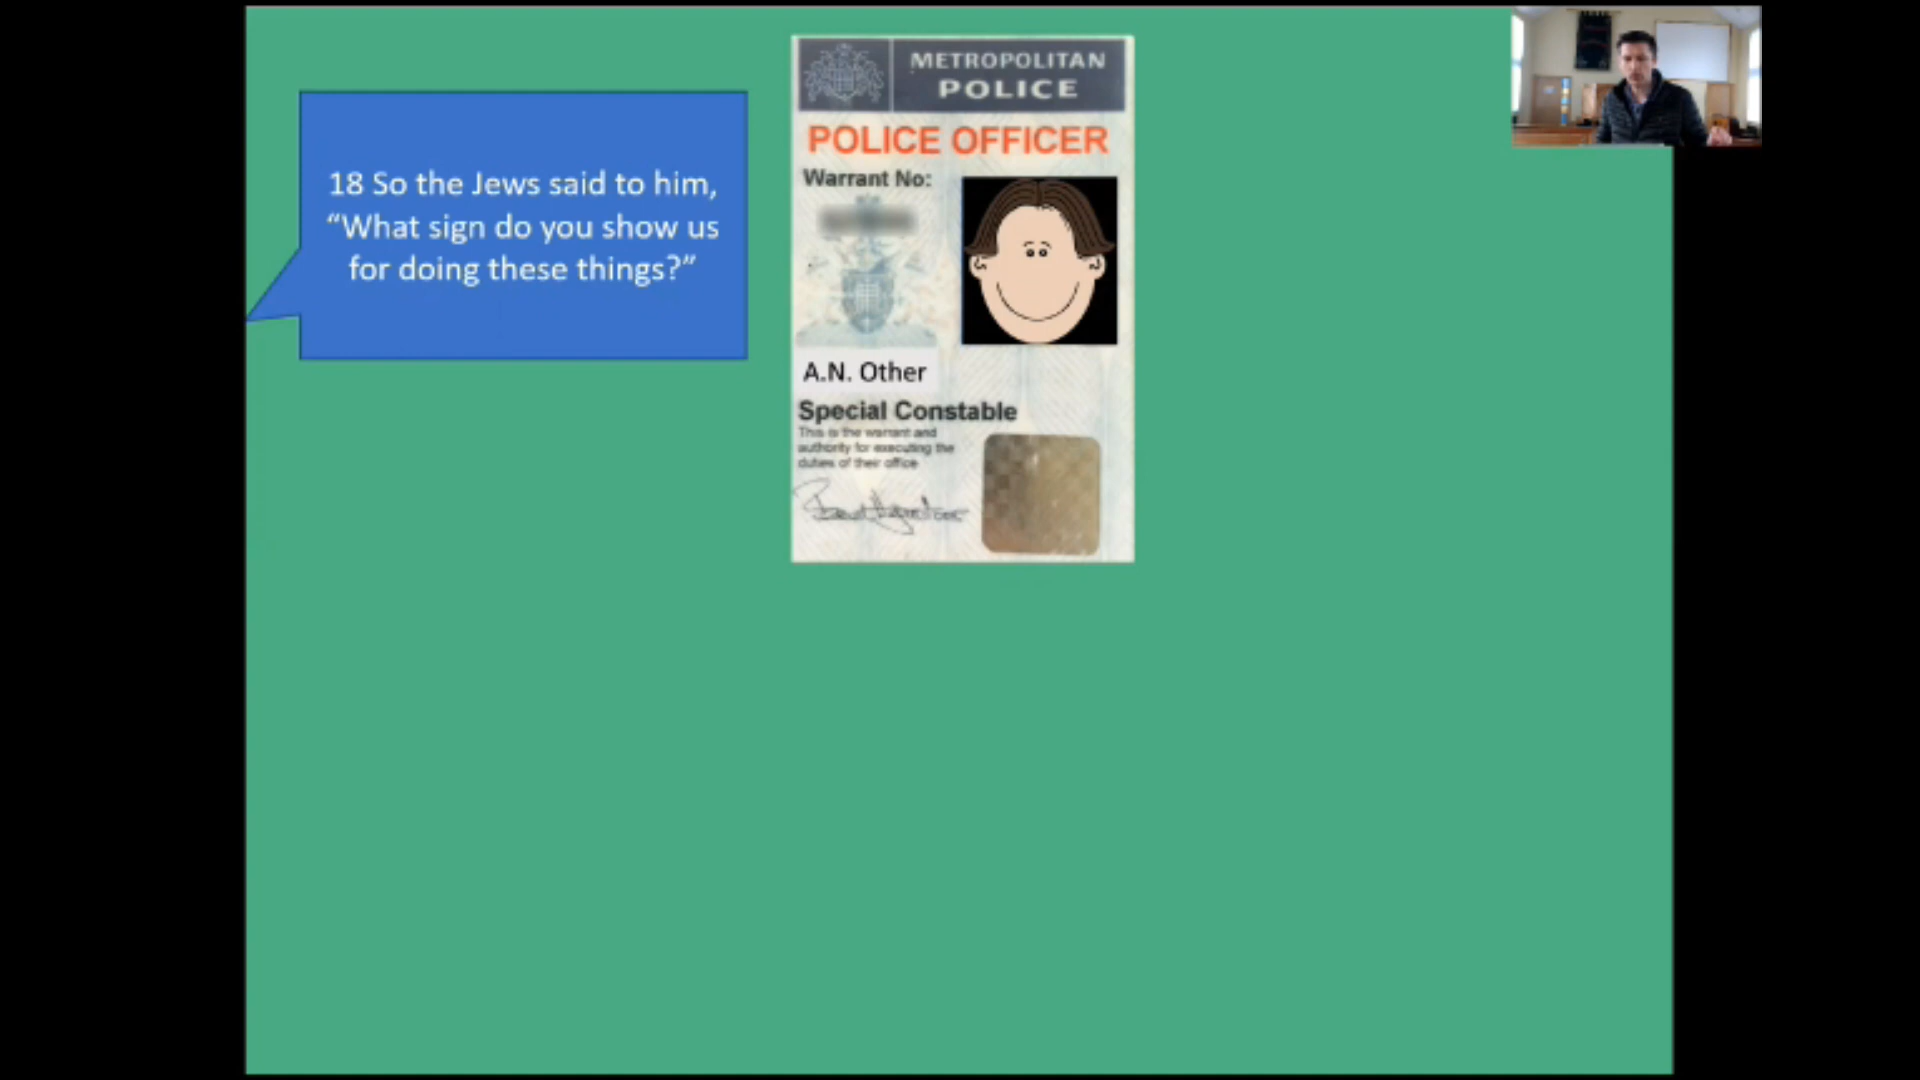 18 So the Jews said to him,
“What sign do you show us
for doing these things?”
METROPOLITAN
POLICE
POLICE OFFICER
Warrant No:
A.N. Other
Special Constable
This is the warrant and
authority for executing the
duties of their office